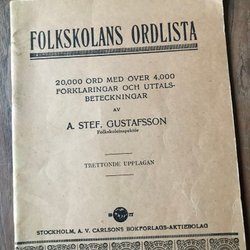 FOLKSKOLANS ORDLISTA
20,000 ORD MED ÖVER 4,000
FÖRKLARINGAR OCH UTTALS-
BETECKNINGAR
AV
A. STEF. GUSTAFSSON
Folkskoleinspektör
TRETTONDE UPPLAGAN
STOCKHOLM, A. V. CARLSONS BOKFÖRLAGS-AKTIEBOLAG